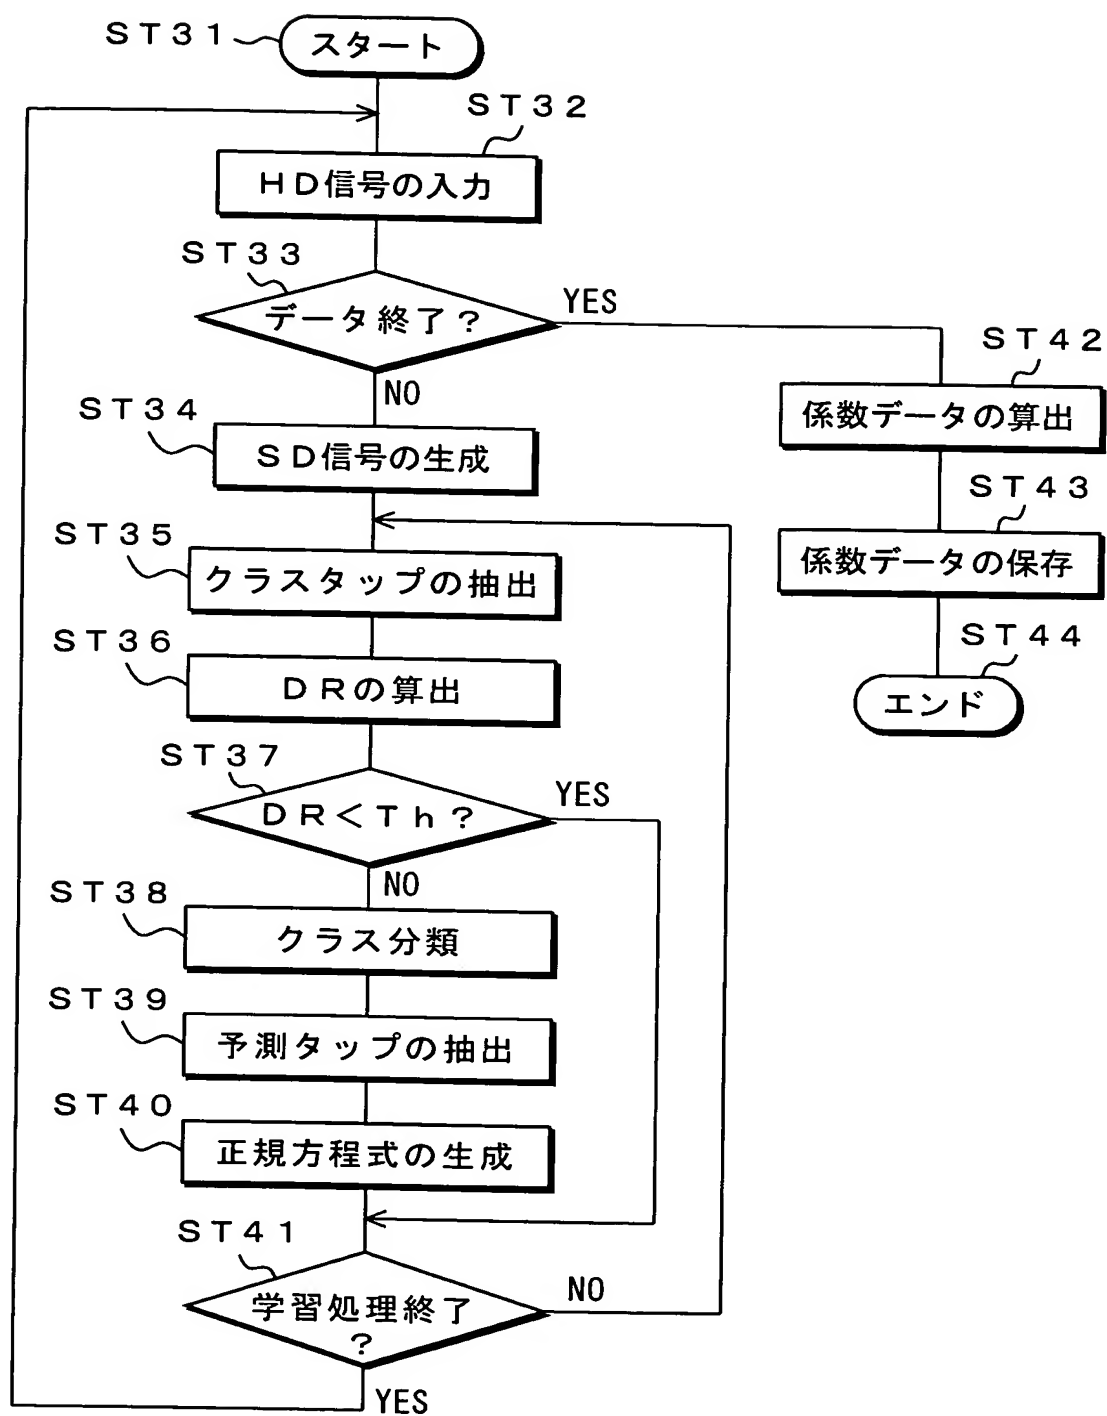 ＳＴ３１
スタート
ＳＴ３２
ＨＤ信号の入力
ＳＴ３３
データ終了？
YES
NO
ＳＴ３４
ＳＤ信号の生成
ＳＴ３５
クラスタップの抽出
ＳＴ３６
ＤＲの算出
ＳＴ３７
ＤＲ＜Ｔｈ？
YES
NO
ＳＴ３８
クラス分類
ＳＴ３９
予測タップの抽出
ＳＴ４０
正規方程式の生成
ＳＴ４１
学習処理終了
？
NO
YES
ＳＴ４２
係数データの算出
ＳＴ４３
係数データの保存
ＳＴ４４
エンド